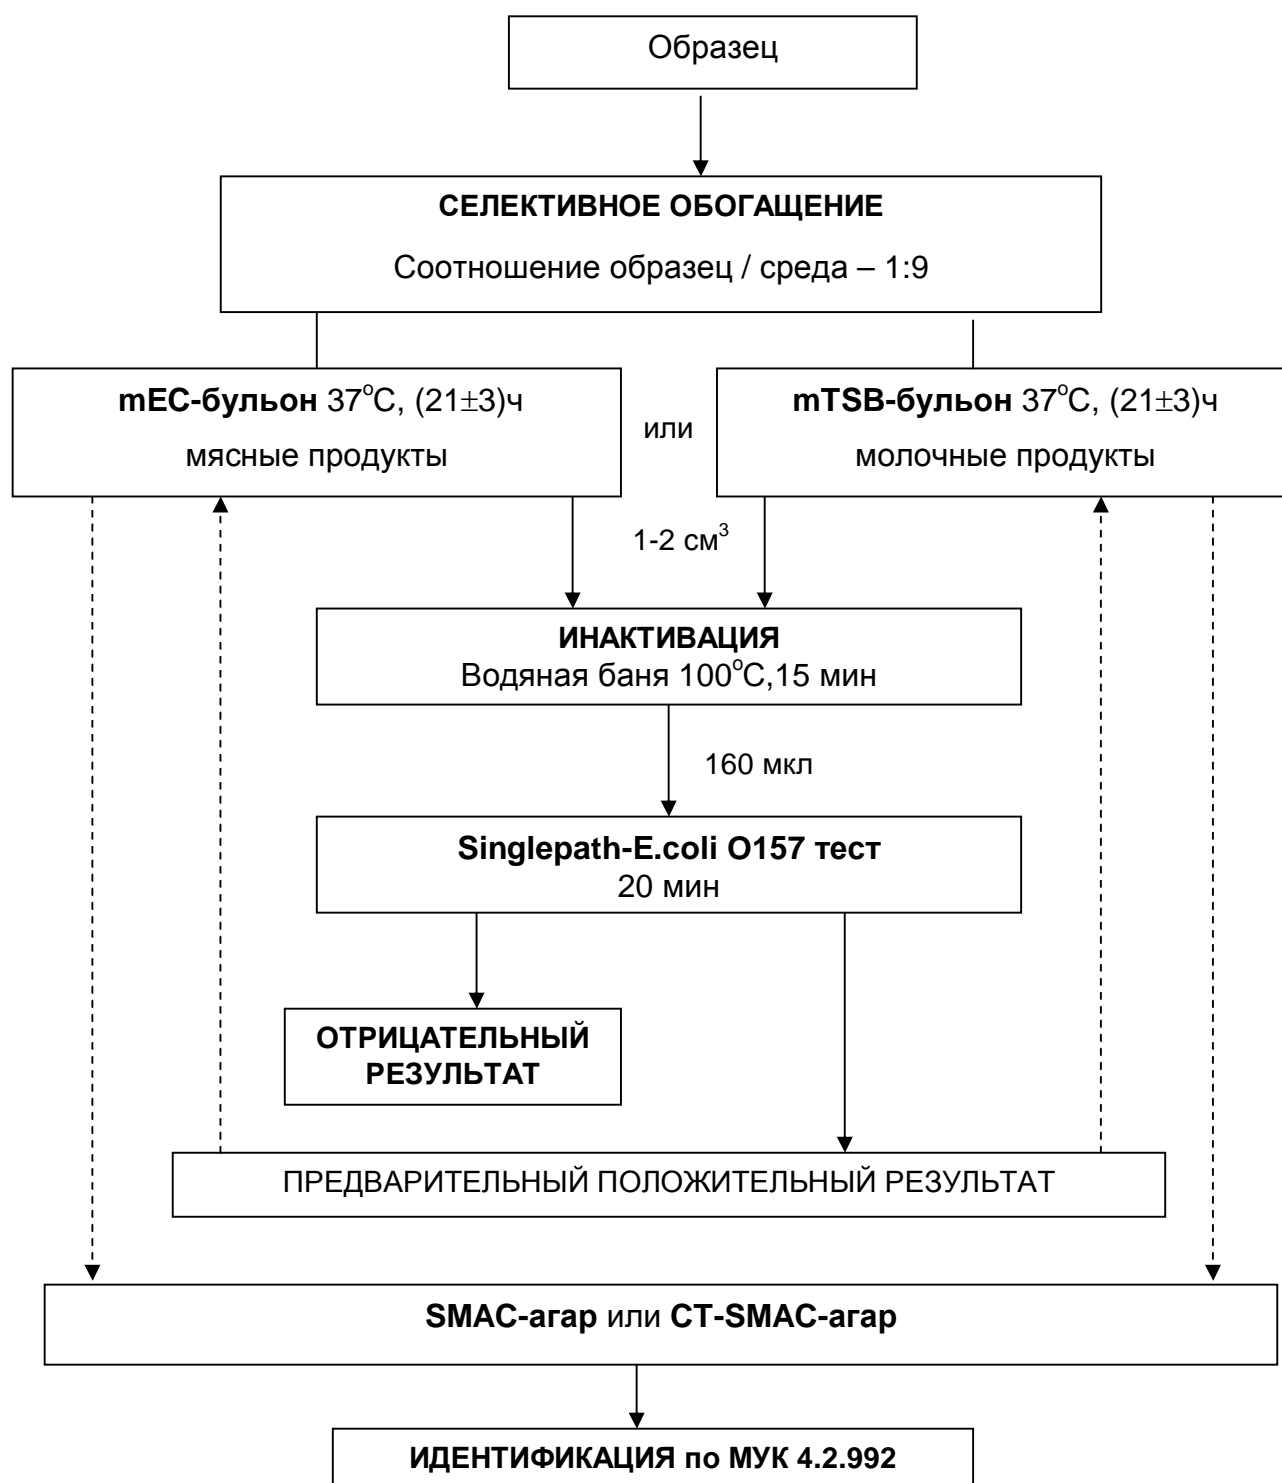 Образец
СЕЛЕКТИВНОЕ ОБОГАЩЕНИЕ
Соотношение образец / среда – 1:9
mEC-бульон 37°С, (21±3)ч
мясные продукты
или
mTSB-бульон 37°С, (21±3)ч
молочные продукты
1-2 см³
ИНАКТИВАЦИЯ
Водяная баня 100°С,15 мин
160 мкл
Singlepath-E.coli O157 тест
20 мин
ОТРИЦАТЕЛЬНЫЙ
РЕЗУЛЬТАТ
ПРЕДВАРИТЕЛЬНЫЙ ПОЛОЖИТЕЛЬНЫЙ РЕЗУЛЬТАТ
SMAC-агар или CT-SMAC-агар
ИДЕНТИФИКАЦИЯ по МУК 4.2.992